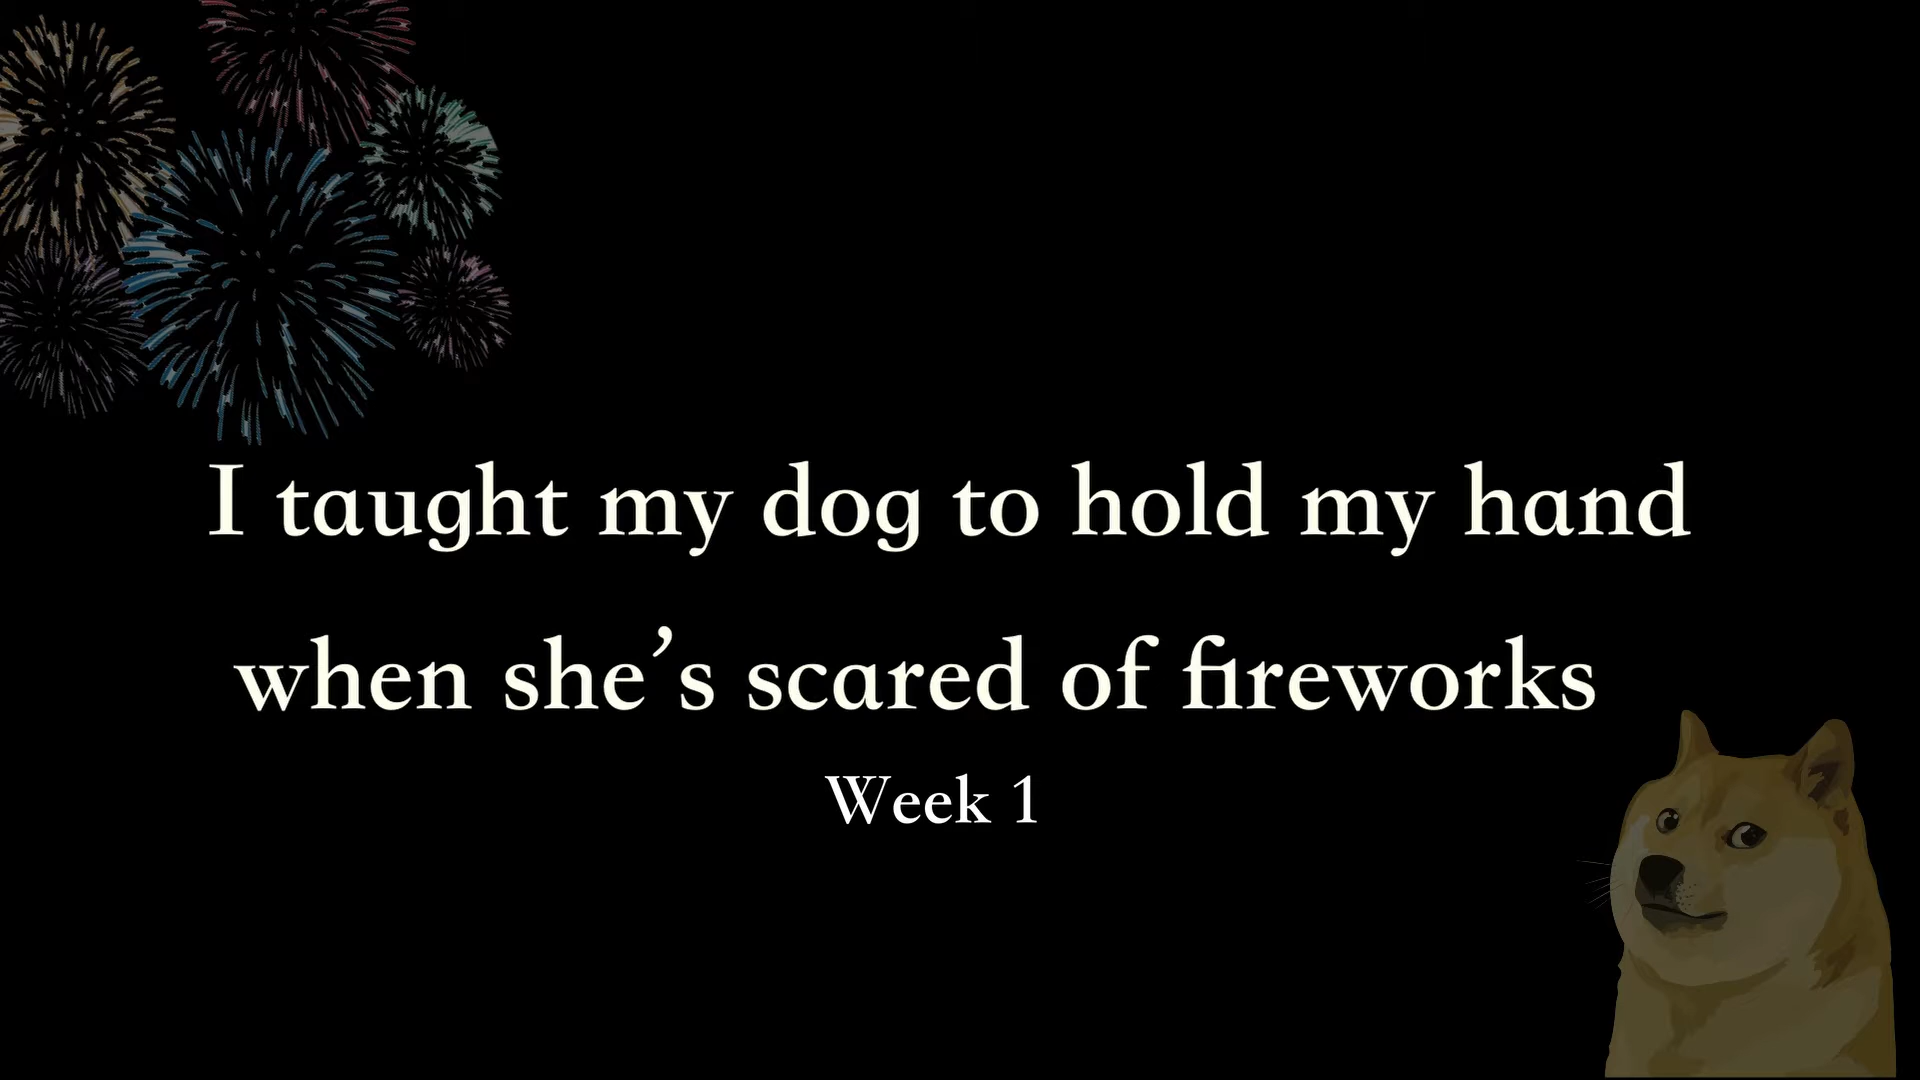 I taught my dog to hold my hand
when she’s scared of fireworks
Week 1